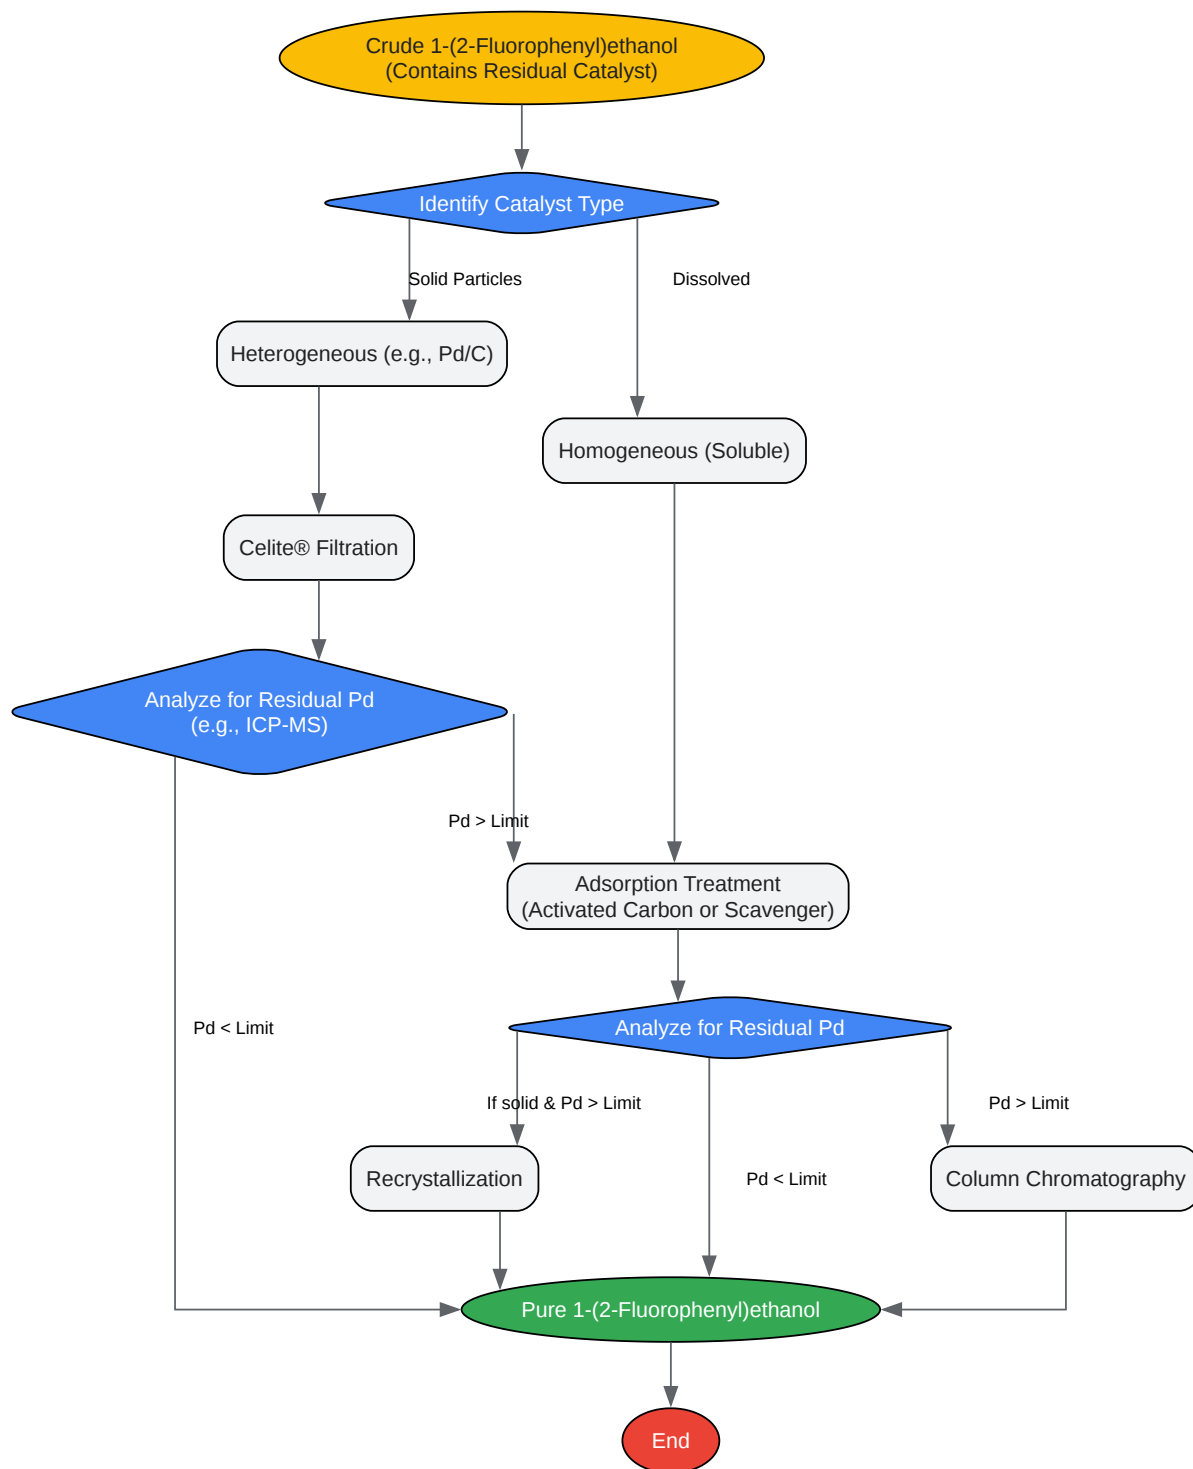 Crude 1-(2-Fluorophenyl)ethanol
(Contains Residual Catalyst)
Identify Catalyst Type
Solid Particles
Dissolved
Heterogeneous (e.g., Pd/C)
Homogeneous (Soluble)
Celite® Filtration
Analyze for Residual Pd
(e.g., ICP-MS)
Pd > Limit
Adsorption Treatment
(Activated Carbon or Scavenger)
Pd < Limit
Analyze for Residual Pd
If solid & Pd > Limit
Pd > Limit
Recrystallization
Pd < Limit
Column Chromatography
Pure 1-(2-Fluorophenyl)ethanol
End